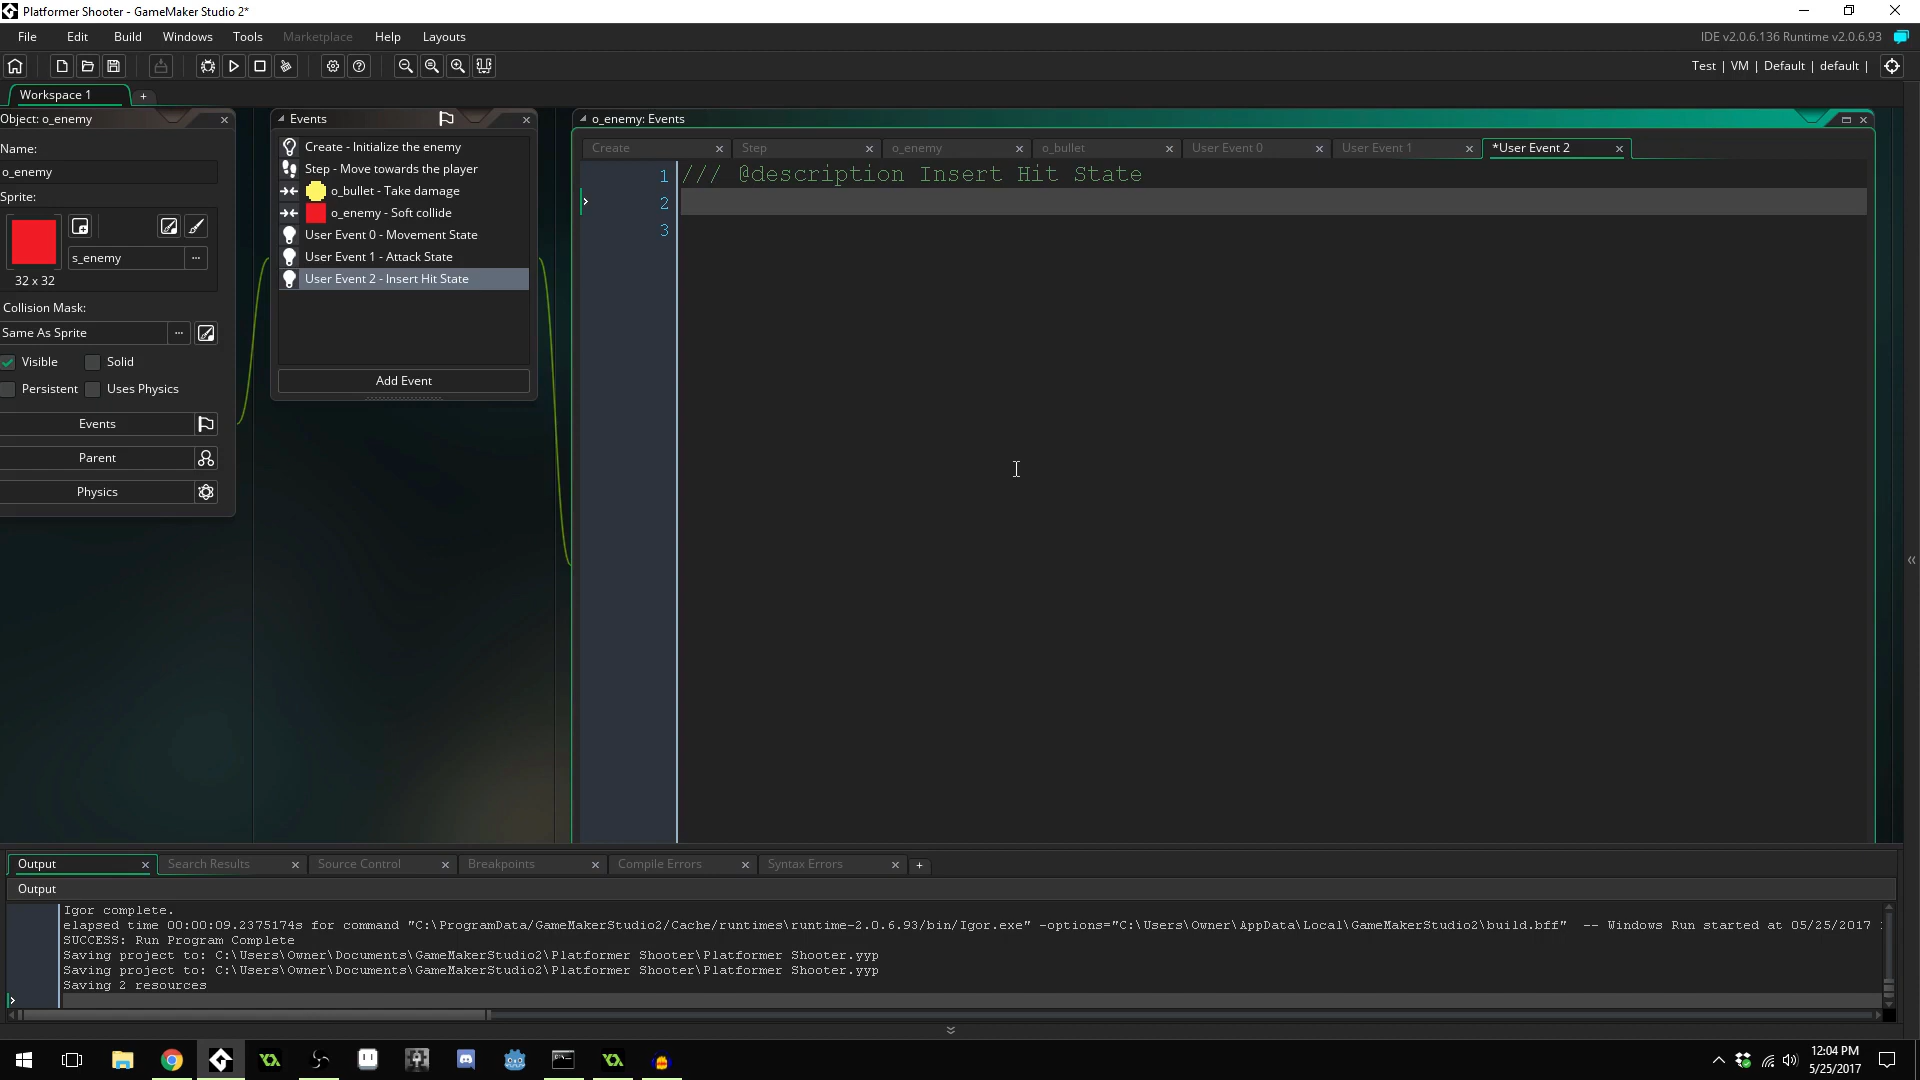 Platformer Shooter - GameMaker Studio 2*
File Edit Build Windows Tools Marketplace Help Layouts
IDE v2.0.6.136 Runtime v2.0.6.93
Test | VM | Default | default |
Workspace 1
Object: o_enemy
Name:
o_enemy
Sprite:
s_enemy
32 x 32
Collision Mask:
Same As Sprite
Visible Solid
Persistent Uses Physics
Events
Parent
Physics
Events
Create - Initialize the enemy
Step - Move towards the player
o_bullet - Take damage
o_enemy - Soft collide
User Event 0 - Movement State
User Event 1 - Attack State
User Event 2 - Insert Hit State
Add Event
o_enemy: Events
Create Step o_enemy o_bullet User Event 0 User Event 1 *User Event 2
1 /// @description Insert Hit State
2
3
Output Search Results Source Control Breakpoints Compile Errors Syntax Errors
Output
Igor complete.
elapsed time 00:00:09.2375174s for command "C:\ProgramData/GameMakerStudio2/Cache/runtimes\runtime-2.0.6.93/bin/Igor.exe" -options="C:\Users\Owner\AppData\Local\GameMakerStudio2\build.bff" -- Windows Run started at 05/25/2017
SUCCESS: Run Program Complete
Saving project to: C:\Users\Owner\Documents\GameMakerStudio2\Platformer Shooter\Platformer Shooter.yyp
Saving project to: C:\Users\Owner\Documents\GameMakerStudio2\Platformer Shooter\Platformer Shooter.yyp
Saving 2 resources
12:04 PM
5/25/2017